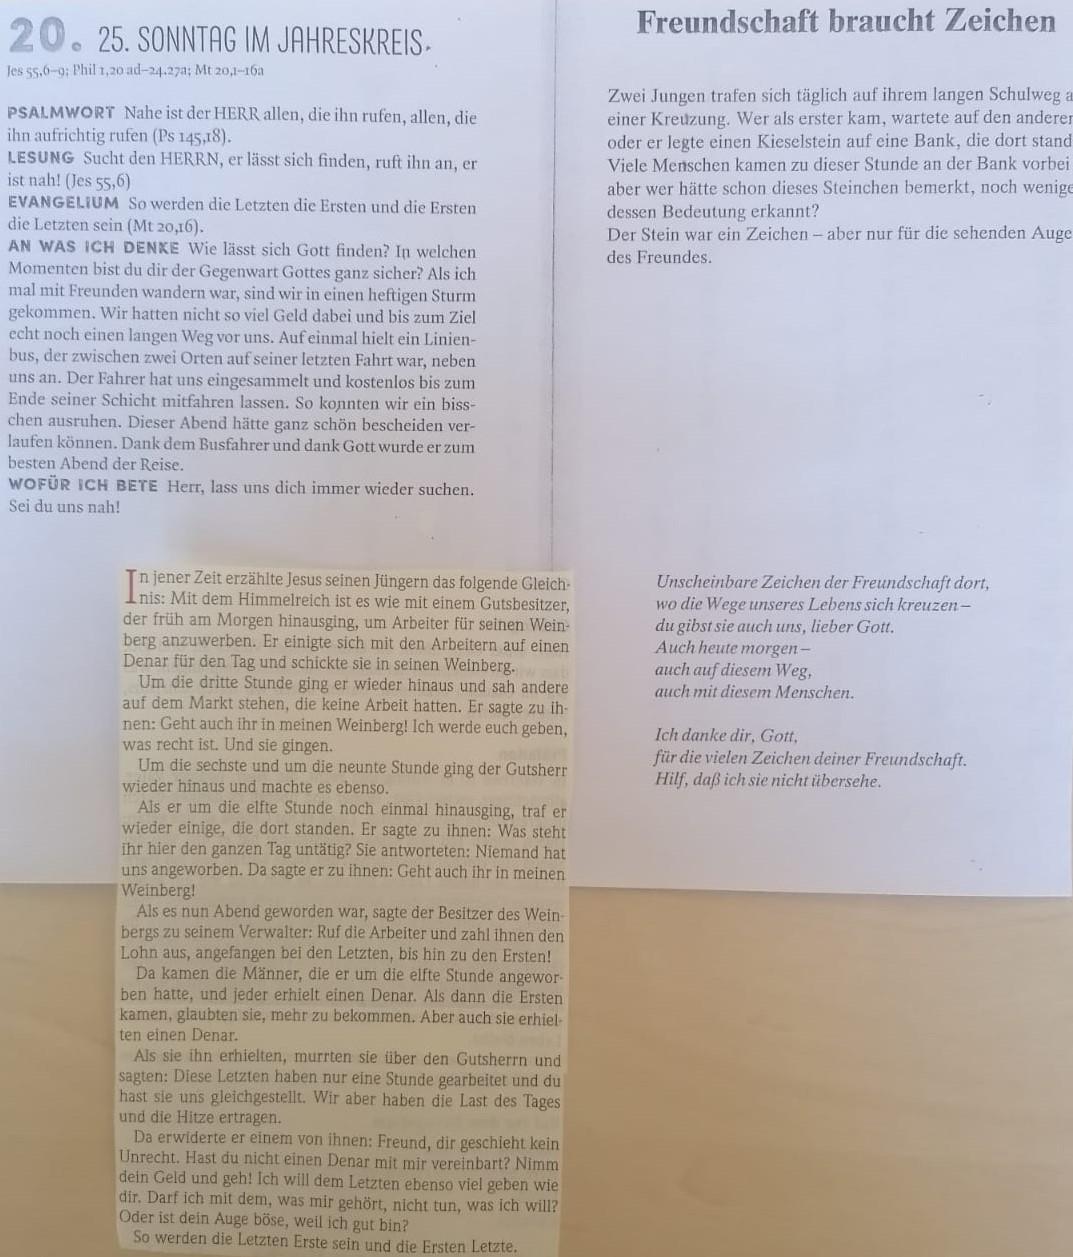 20. 25. SONNTAG IM JAHRESKREIS.
Jes 55,6–9; Phil 1,20 ad–24.27a; Mt 20,1–16a
PSALMWORT Nahe ist der HERR allen, die ihn rufen, allen, die
ihn aufrichtig rufen (Ps 145,18).
LESUNG Sucht den HERRN, er lässt sich finden, ruft ihn an, er
ist nah! (Jes 55,6)
EVANGELIUM So werden die Letzten die Ersten und die Ersten
die Letzten sein (Mt 20,16).
AN WAS ICH DENKE Wie lässt sich Gott finden? In welchen
Momenten bist du dir der Gegenwart Gottes ganz sicher? Als ich
mal mit Freunden wandern war, sind wir in einen heftigen Sturm
gekommen. Wir hatten nicht so viel Geld dabei und bis zum Ziel
echt noch einen langen Weg vor uns. Auf einmal hielt ein Linien-
bus, der zwischen zwei Orten auf seiner letzten Fahrt war, neben
uns an. Der Fahrer hat uns eingesammelt und kostenlos bis zum
Ende seiner Schicht mitfahren lassen. So konnten wir ein biss-
chen ausruhen. Dieser Abend hätte ganz schön bescheiden ver-
laufen können. Dank dem Busfahrer und dank Gott wurde er zum
besten Abend der Reise.
WOFÜR ICH BETE Herr, lass uns dich immer wieder suchen.
Sei du uns nah!
In jener Zeit erzählte Jesus seinen Jüngern das folgende Gleich-
nis: Mit dem Himmelreich ist es wie mit einem Gutsbesitzer,
der früh am Morgen hinausging, um Arbeiter für seinen Wein-
berg anzuwerben. Er einigte sich mit den Arbeitern auf einen
Denar für den Tag und schickte sie in seinen Weinberg.
Um die dritte Stunde ging er wieder hinaus und sah andere
auf dem Markt stehen, die keine Arbeit hatten. Er sagte zu ih-
nen: Geht auch ihr in meinen Weinberg! Ich werde euch geben,
was recht ist. Und sie gingen.
Um die sechste und um die neunte Stunde ging der Gutsherr
wieder hinaus und machte es ebenso.
Als er um die elfte Stunde noch einmal hinausging, traf er
wieder einige, die dort standen. Er sagte zu ihnen: Was steht
ihr hier den ganzen Tag untätig? Sie antworteten: Niemand hat
uns angeworben. Da sagte er zu ihnen: Geht auch ihr in meinen
Weinberg!
Als es nun Abend geworden war, sagte der Besitzer des Wein-
bergs zu seinem Verwalter: Ruf die Arbeiter und zahl ihnen den
Lohn aus, angefangen bei den Letzten, bis hin zu den Ersten!
Da kamen die Männer, die er um die elfte Stunde angewor-
ben hatte, und jeder erhielt einen Denar. Als dann die Ersten
kamen, glaubten sie, mehr zu bekommen. Aber auch sie erhiel-
ten einen Denar.
Als sie ihn erhielten, murrten sie über den Gutsherrn und
sagten: Diese Letzten haben nur eine Stunde gearbeitet und du
hast sie uns gleichgestellt. Wir aber haben die Last des Tages
und die Hitze ertragen.
Da erwiderte er einem von ihnen: Freund, dir geschieht kein
Unrecht. Hast du nicht einen Denar mit mir vereinbart? Nimm
dein Geld und geh! Ich will dem Letzten ebenso viel geben wie
dir. Darf ich mit dem, was mir gehört, nicht tun, was ich will?
Oder ist dein Auge böse, weil ich gut bin?
So werden die Letzten Erste sein und die Ersten Letzte.
Freundschaft braucht Zeichen
Zwei Jungen trafen sich täglich auf ihrem langen Schulweg a
einer Kreuzung. Wer als erster kam, wartete auf den anderen
oder er legte einen Kieselstein auf eine Bank, die dort stand
Viele Menschen kamen zu dieser Stunde an der Bank vorbei
aber wer hätte schon dieses Steinchen bemerkt, noch wenige
dessen Bedeutung erkannt?
Der Stein war ein Zeichen – aber nur für die sehenden Auge
des Freundes.
Unscheinbare Zeichen der Freundschaft dort,
wo die Wege unseres Lebens sich kreuzen –
du gibst sie auch uns, lieber Gott.
Auch heute morgen –
auch auf diesem Weg,
auch mit diesem Menschen.
Ich danke dir, Gott,
für die vielen Zeichen deiner Freundschaft.
Hilf, daß ich sie nicht übersehe.